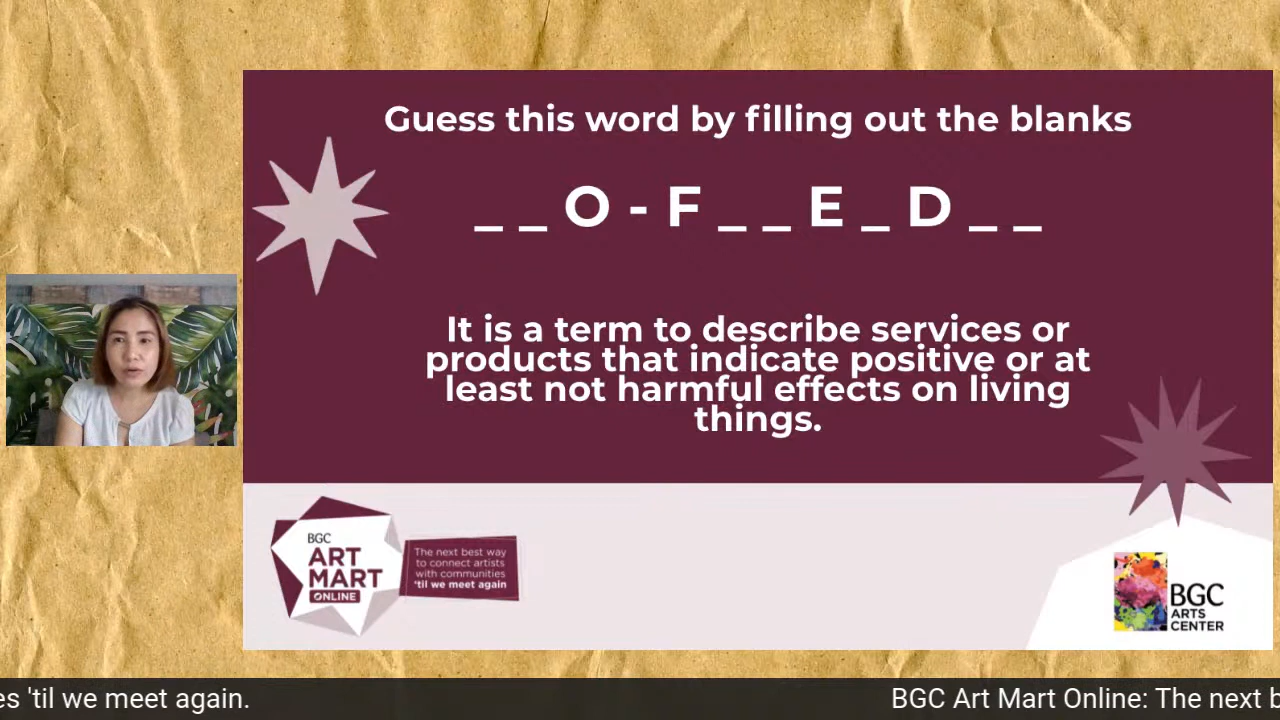 Guess this word by filling out the blanks
_ _ O - F _ _ E _ D _ _
It is a term to describe services or
products that indicate positive or at
least not harmful effects on living
things.
BGC
ART
MART
ONLINE
The next best way
to connect artists
with communities
'til we meet again
BGC
ARTS
CENTER
es 'til we meet again.
BGC Art Mart Online: The next b